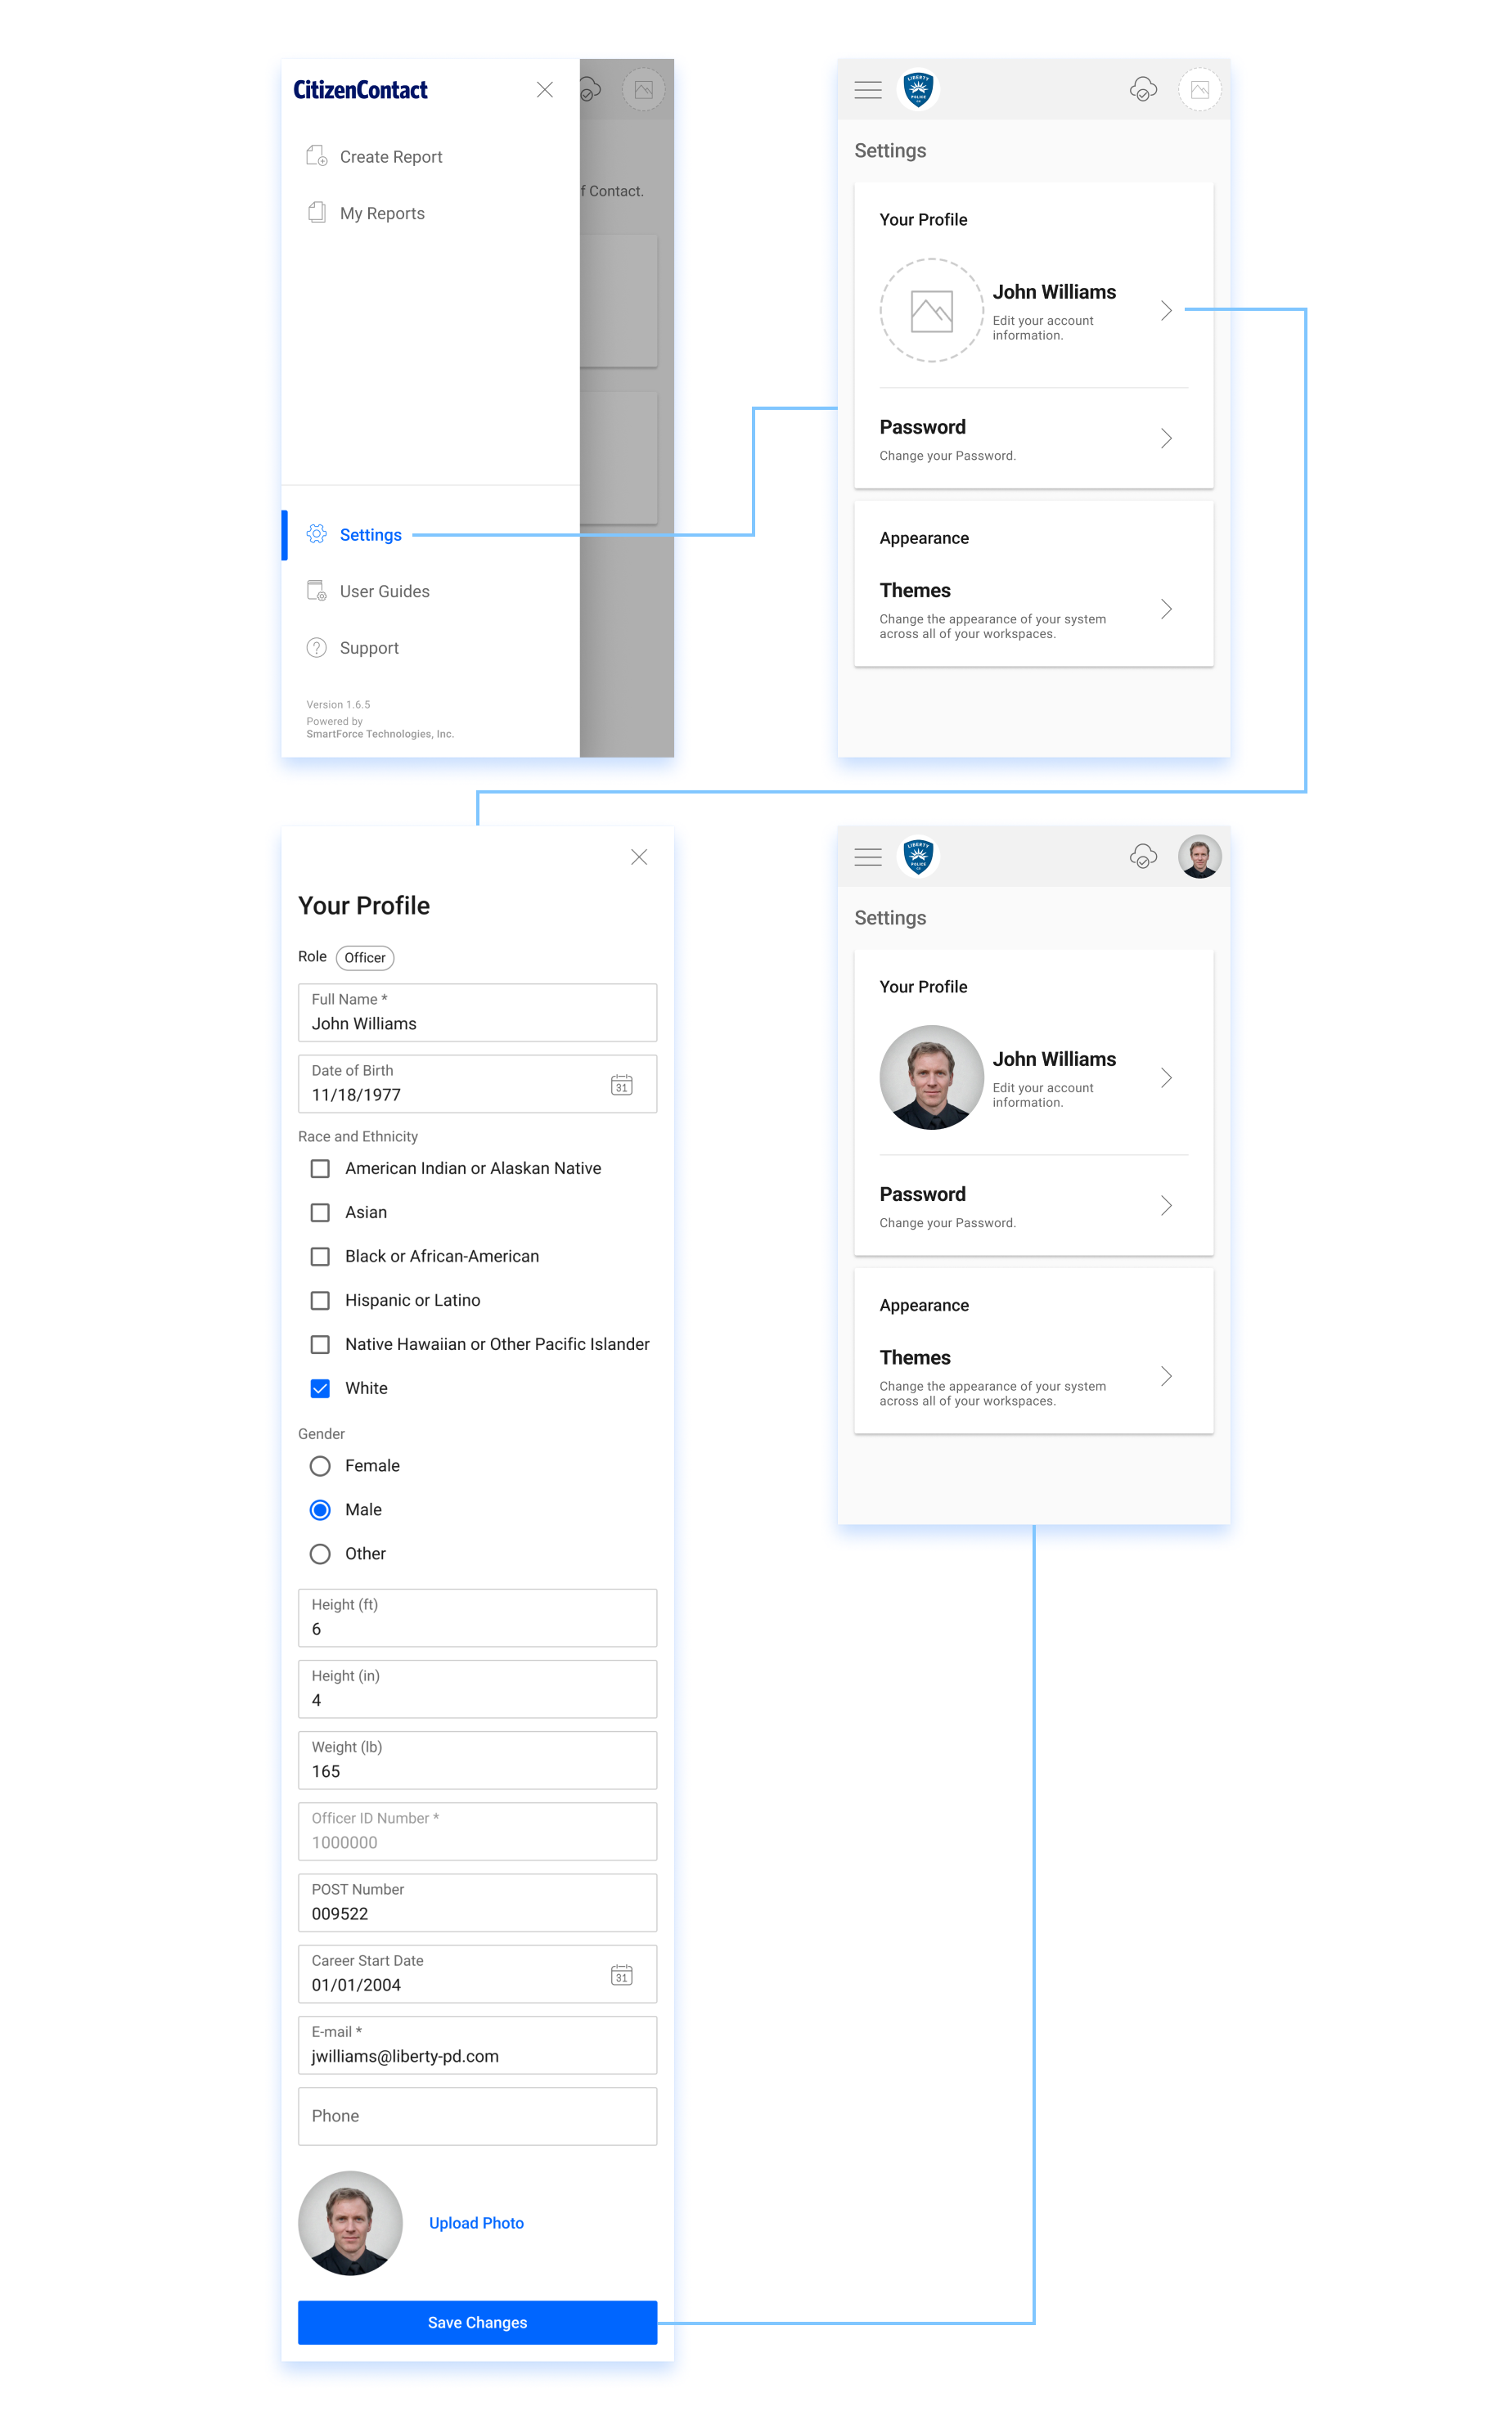 CitizenContact
Create Report
My Reports
f Contact.
Settings
User Guides
Support
Version 1.6.5
Powered by
SmartForce Technologies, Inc.
LIBERTY
POLICE
Settings
Your Profile
John Williams
Edit your account
information.
Password
Change your Password.
Appearance
Themes
Change the appearance of your system
across all of your workspaces.
Your Profile
Role Officer
Full Name *
John Williams
Date of Birth
11/18/1977
31
Race and Ethnicity
American Indian or Alaskan Native
Asian
Black or African-American
Hispanic or Latino
Native Hawaiian or Other Pacific Islander
White
Gender
Female
Male
Other
Height (ft)
6
Height (in)
4
Weight (lb)
165
Officer ID Number *
1000000
POST Number
009522
Career Start Date
01/01/2004
31
E-mail *
jwilliams@liberty-pd.com
Phone
Upload Photo
Save Changes
LIBERTY
POLICE
Settings
Your Profile
John Williams
Edit your account
information.
Password
Change your Password.
Appearance
Themes
Change the appearance of your system
across all of your workspaces.